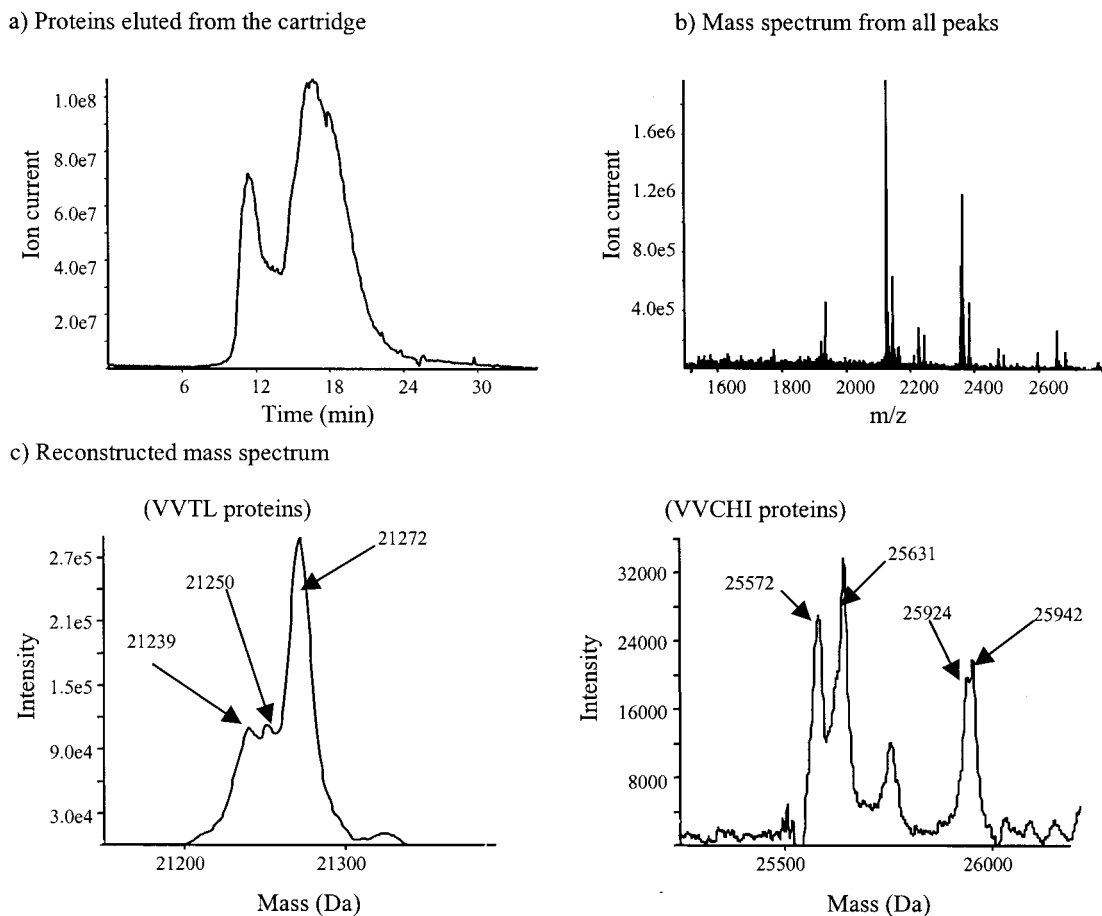 a) Proteins eluted from the cartridge
b) Mass spectrum from all peaks
Ion current
1.0e8
8.0e7
6.0e7
4.0e7
2.0e7
6 12 18 24 30
Time (min)
Ion current
1.6e6
1.2e6
8.0e5
4.0e5
1600 1800 2000 2200 2400 2600
m/z
c) Reconstructed mass spectrum
(VVTL proteins)
Intensity
2.7e5
2.1e5
1.5e5
9.0e4
3.0e4
21239
21250
21272
21200 21300
Mass (Da)
(VVCHI proteins)
Intensity
32000
24000
16000
8000
25572
25631
25924
25942
25500 26000
Mass (Da)